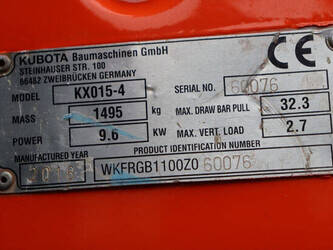 KUBOTA Baumaschinen GmbH
STEINHAUSER STR. 100
66482 ZWEIBRÜCKEN GERMANY
CE
MODEL KX015-4 SERIAL NO. 60076
MASS 1495 kg MAX. DRAW BAR PULL 32.3
POWER 9.6 KW MAX. VERT. LOAD 2.7
MANUFACTURED YEAR PRODUCT IDENTIFICATION NUMBER
2018 WKFRGB1100Z060076